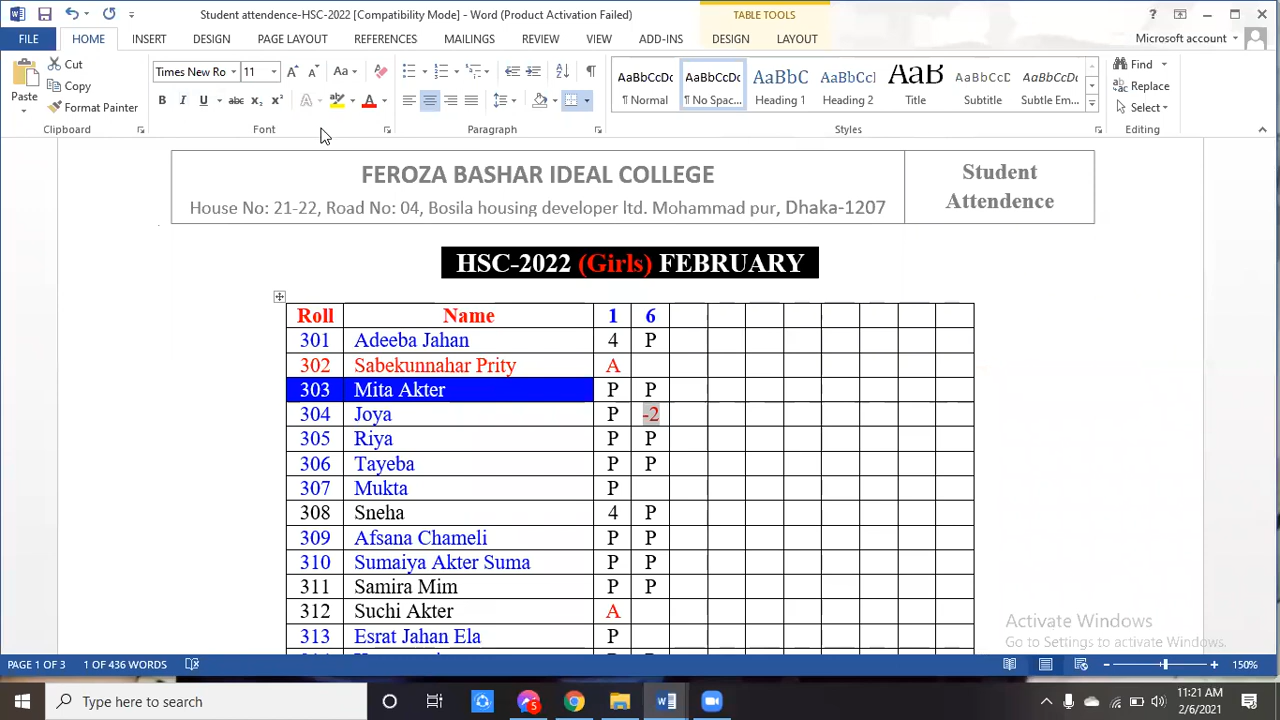 Student attendence-HSC-2022 [Compatibility Mode] - Word (Product Activation Failed)
TABLE TOOLS
?
FILE HOME INSERT DESIGN PAGE LAYOUT REFERENCES MAILINGS REVIEW VIEW ADD-INS DESIGN LAYOUT Microsoft account
Paste
Cut
Copy
Format Painter
Clipboard
Times New Ro 11 Aa
B I U abc x₂ x² A A
Font
Paragraph
AaBbCcDc AaBbCcDc AaBbC AaBbCc AaB AaBbCcD AaBbCcDc
¶ Normal ¶ No Spac... Heading 1 Heading 2 Title Subtitle Subtle Em...
Styles
Find
Replace
Select
Editing
FEROZA BASHAR IDEAL COLLEGE
House No: 21-22, Road No: 04, Bosila housing developer ltd. Mohammad pur, Dhaka-1207
Student
Attendence
HSC-2022 (Girls) FEBRUARY
Roll Name 1 6
301 Adeeba Jahan 4 P
302 Sabekunnahar Prity A
303 Mita Akter P P
304 Joya P -2
305 Riya P P
306 Tayeba P P
307 Mukta P
308 Sneha 4 P
309 Afsana Chameli P P
310 Sumaiya Akter Suma P P
311 Samira Mim P P
312 Suchi Akter A
313 Esrat Jahan Ela P
Activate Windows
Go to Settings to activate Windows.
PAGE 1 OF 3 1 OF 436 WORDS 150%
Type here to search
5
11:21 AM
2/6/2021